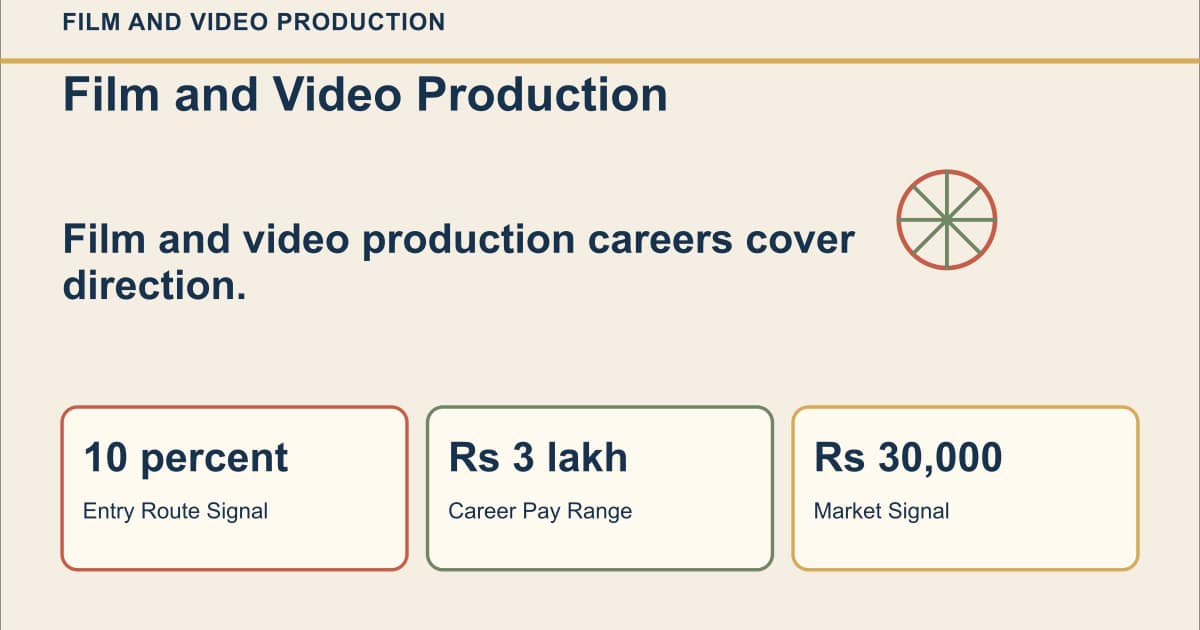 FILM AND VIDEO PRODUCTION
Film and Video Production
Film and video production careers cover
direction.
10 percent
Entry Route Signal
Rs 3 lakh
Career Pay Range
Rs 30,000
Market Signal